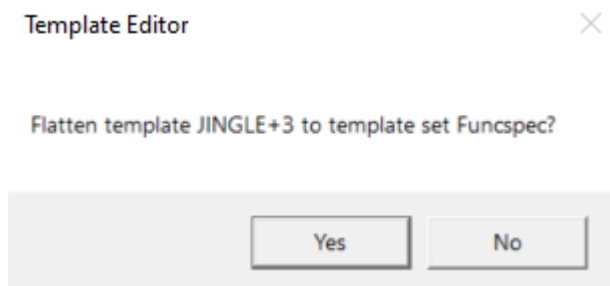 Template Editor
Flatten template JINGLE+3 to template set Funcspec?
Yes
No